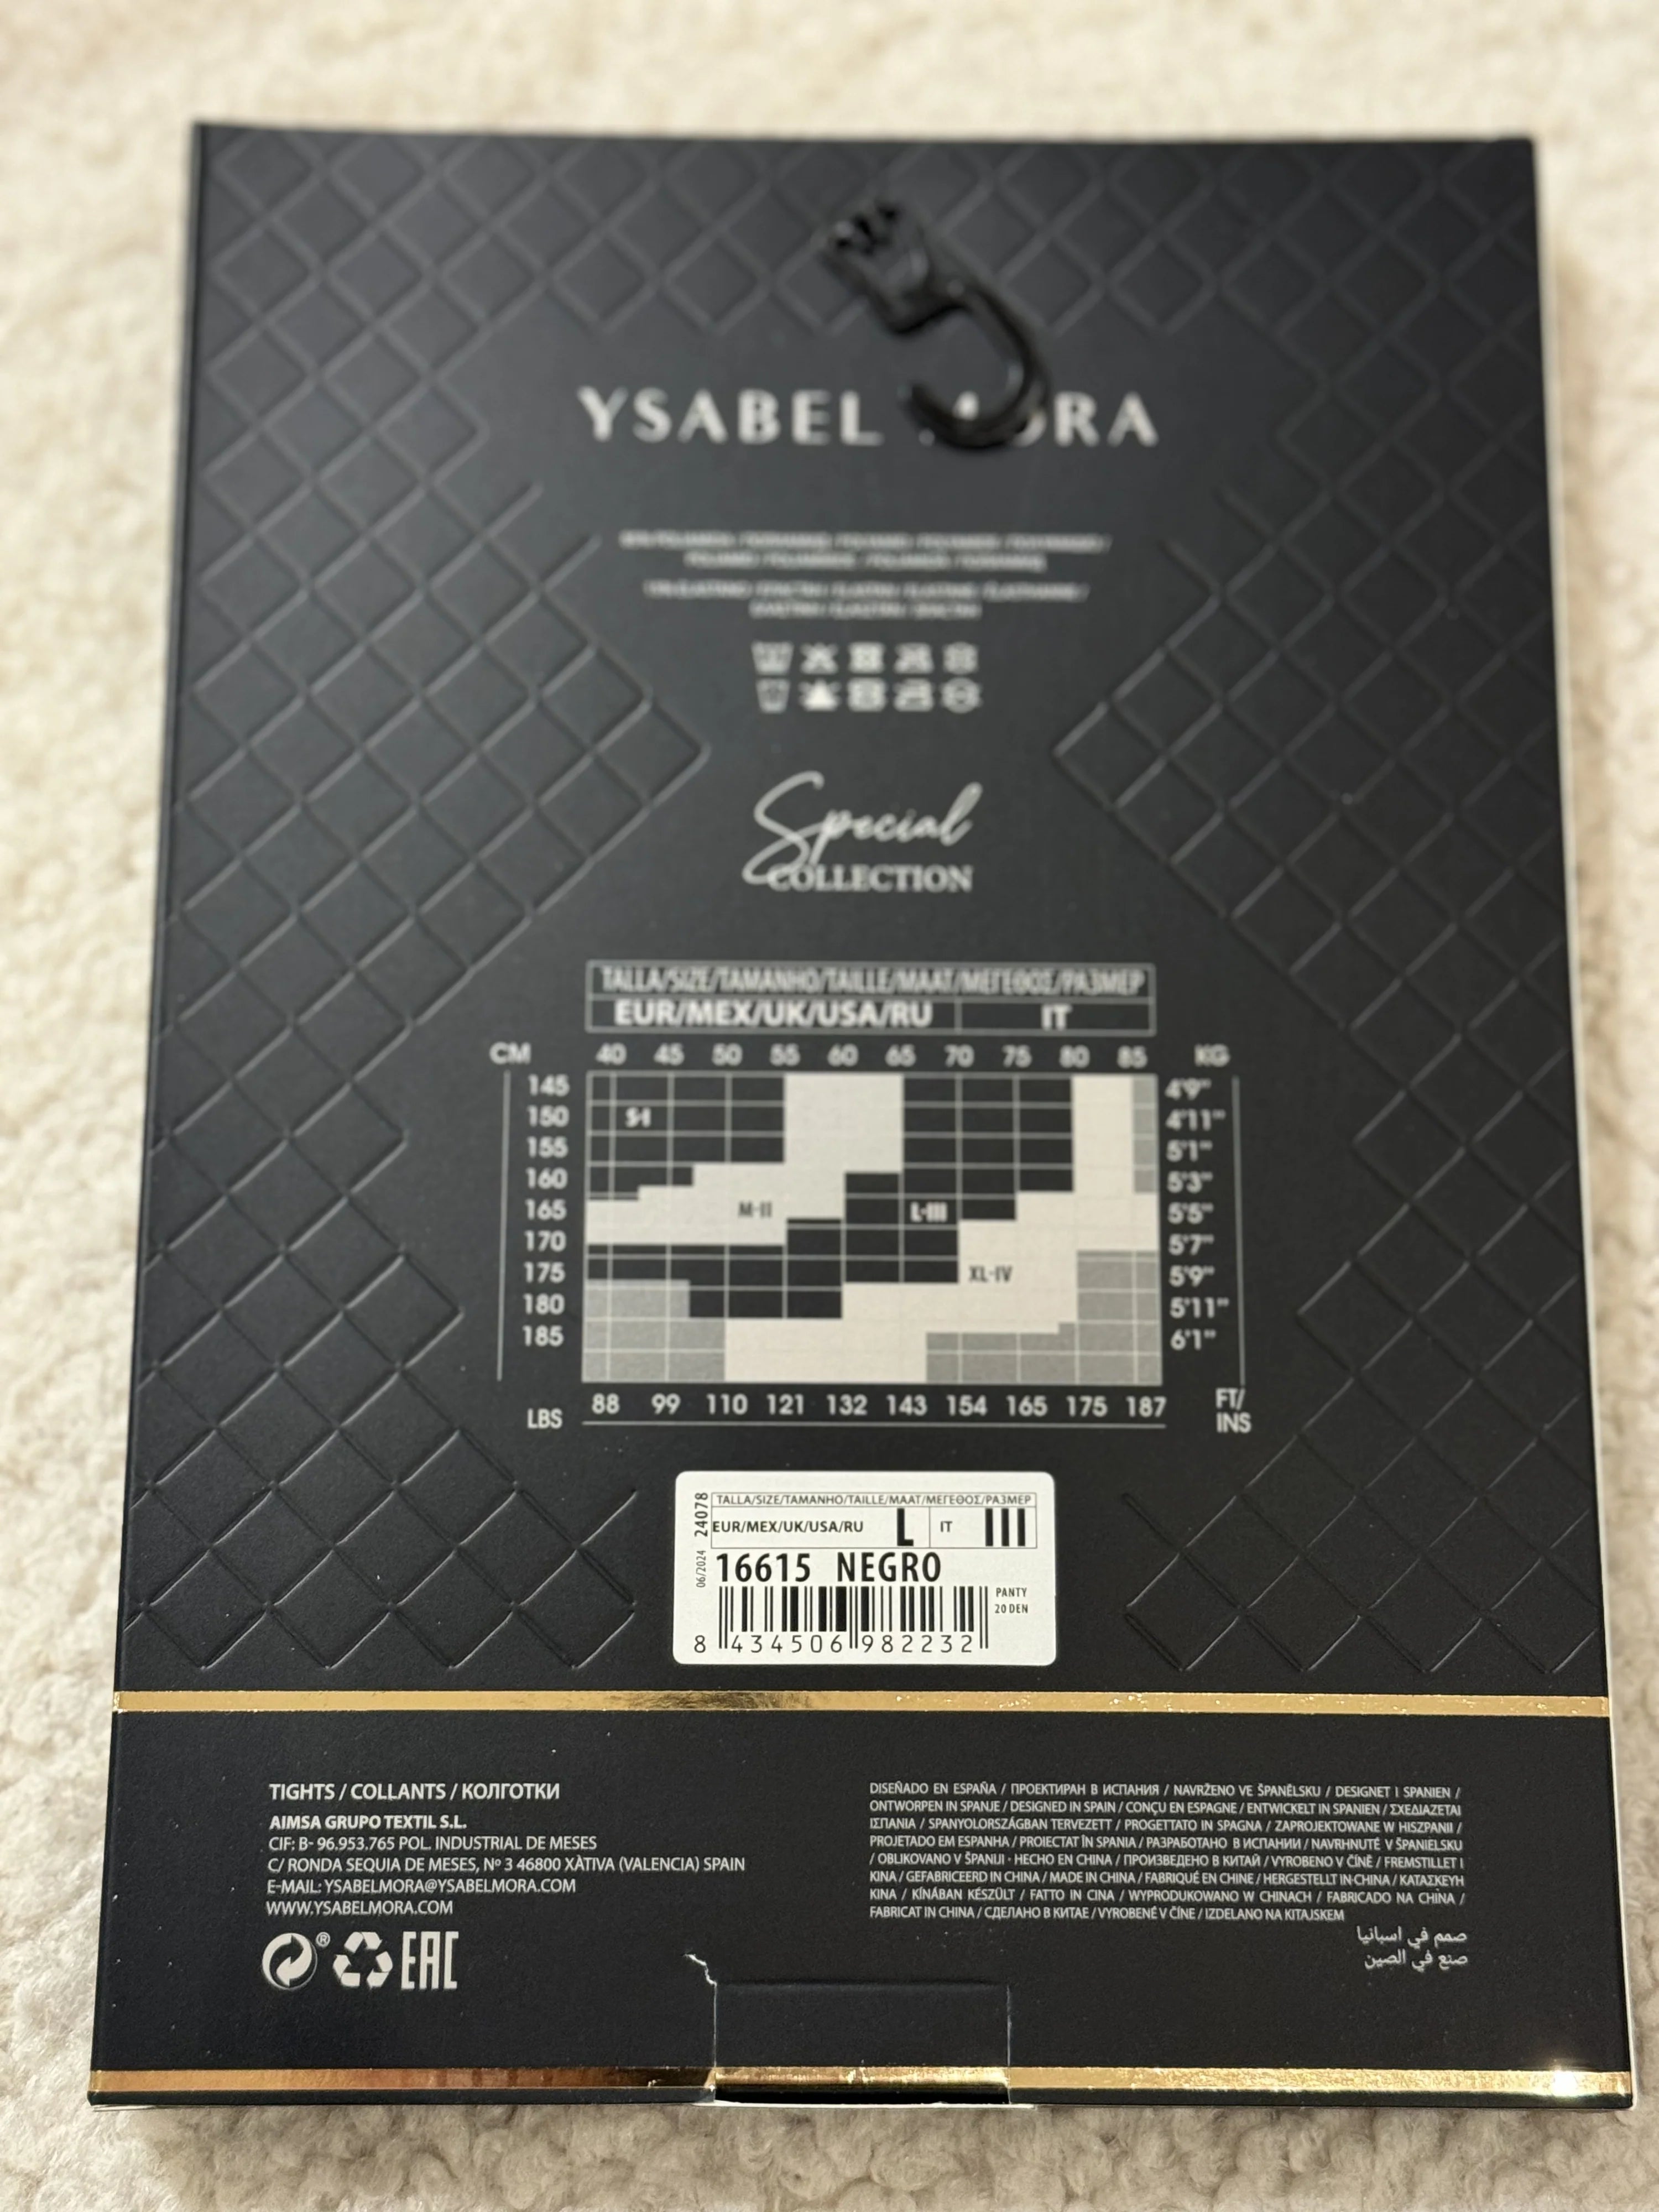 YSABEL MORA
Special
COLLECTION
TALLA/SIZE/TAMANHO/TAILLE/MAAT/ΜΕΓΕΘΟΣ/РАЗМЕР
EUR/MEX/UK/USA/RU IT
CM 40 45 50 55 60 65 70 75 80 85 KG
145 4'9"
150 S-I 4'11"
155 5'1"
160 5'3"
165 M-II L-III 5'5"
170 5'7"
175 XL-IV 5'9"
180 5'11"
185 6'1"
LBS 88 99 110 121 132 143 154 165 175 187 FT/
INS
06/2024 24078
TALLA/SIZE/TAMANHO/TAILLE/MAAT/ΜΕΓΕΘΟΣ/РАЗМЕР
EUR/MEX/UK/USA/RU L IT III
16615 NEGRO
PANTY
20 DEN
8 434506 982232
TIGHTS / COLLANTS / КОЛГОТКИ
AIMSA GRUPO TEXTIL S.L.
CIF: B- 96.953.765 POL. INDUSTRIAL DE MESES
C/ RONDA SEQUIA DE MESES, Nº 3 46800 XÀTIVA (VALENCIA) SPAIN
E-MAIL: YSABELMORA@YSABELMORA.COM
WWW.YSABELMORA.COM
® EAC
DISEÑADO EN ESPAÑA / ПРОЕКТИРАН В ИСПАНИЯ / NAVRŽENO VE ŠPANĚLSKU / DESIGNET I SPANIEN /
ONTWORPEN IN SPANJE / DESIGNED IN SPAIN / CONÇU EN ESPAGNE / ENTWICKELT IN SPANIEN / ΣΧΕΔΙΑΖΕΤΑΙ
ΙΣΠΑΝΙΑ / SPANYOLORSZÁGBAN TERVEZETT / PROGETTATO IN SPAGNA / ZAPROJEKTOWANE W HISZPANII /
PROJETADO EM ESPANHA / PROIECTAT ÎN SPANIA / РАЗРАБОТАНО В ИСПАНИИ / NAVRHNUTÉ V ŠPANIELSKU
/ OBLIKOVANO V ŠPANIJI · HECHO EN CHINA / ПРОИЗВЕДЕНО В КИТАЙ / VYROBENO V ČÍNĚ / FREMSTILLET I
KINA / GEFABRICEERD IN CHINA / MADE IN CHINA / FABRIQUÉ EN CHINE / HERGESTELLT IN CHINA / ΚΑΤΑΣΚΕΥΗ
ΚΙΝΑ / KÍNÁBAN KÉSZÜLT / FATTO IN CINA / WYPRODUKOWANO W CHINACH / FABRICADO NA CHINA /
FABRICAT IN CHINA / СДЕЛАНО В КИТАЕ / VYROBENÉ V ČÍNE / IZDELANO NA KITAJSKEM
صمم في اسبانيا
صنع في الصين